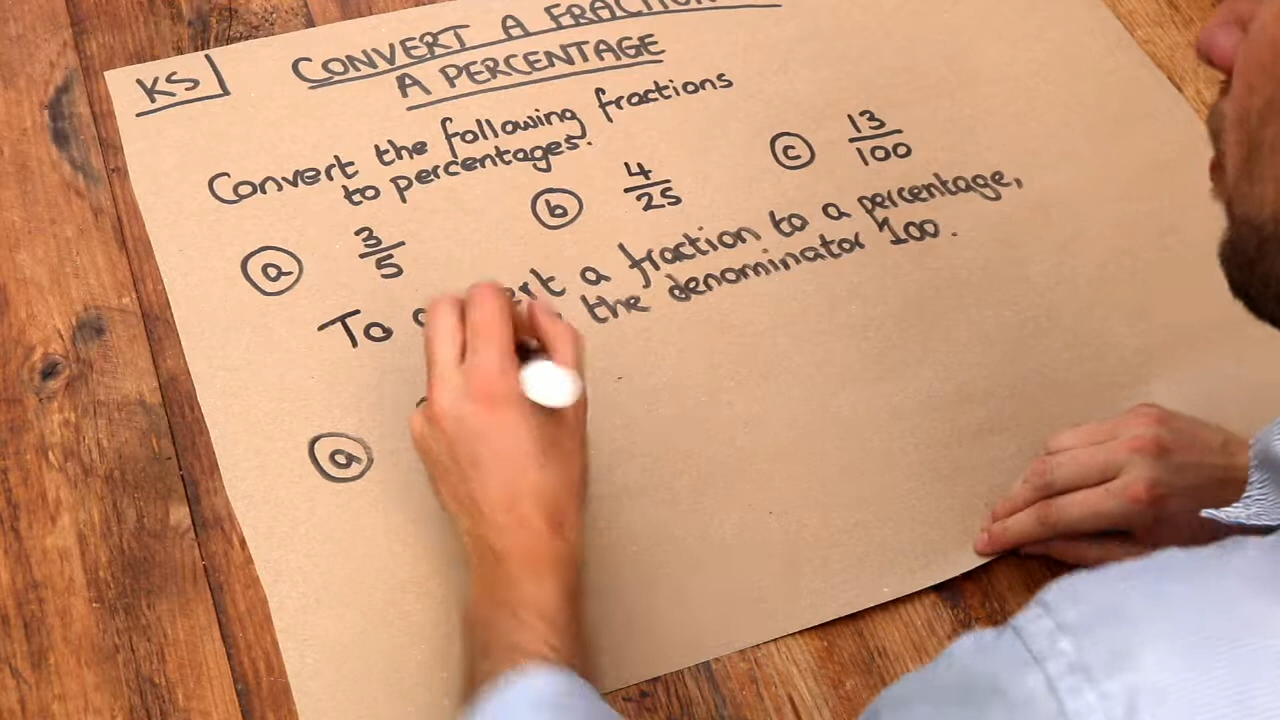 KS
CONVERT A FRACTION
A PERCENTAGE
Convert the following fractions
to percentages.
a 3/5
b 4/25
c 13/100
To a fraction to a percentage,
the denominator 100.
a